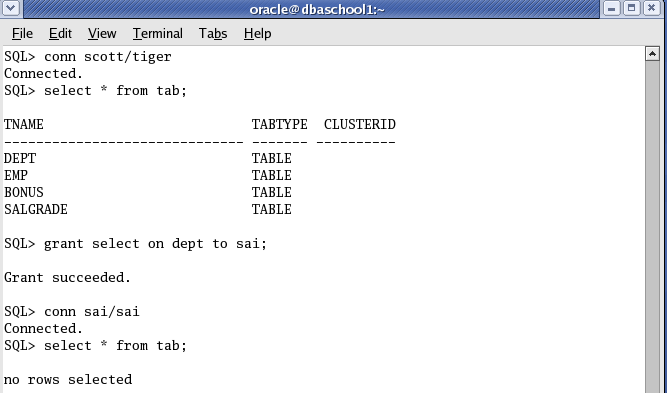 oracle@dbaschool1:~
File Edit View Terminal Tabs Help
SQL> conn scott/tiger
Connected.
SQL> select * from tab;
TNAME                          TABTYPE  CLUSTERID
------------------------------ ------- ----------
DEPT                           TABLE
EMP                            TABLE
BONUS                          TABLE
SALGRADE                       TABLE
SQL> grant select on dept to sai;
Grant succeeded.
SQL> conn sai/sai
Connected.
SQL> select * from tab;
no rows selected